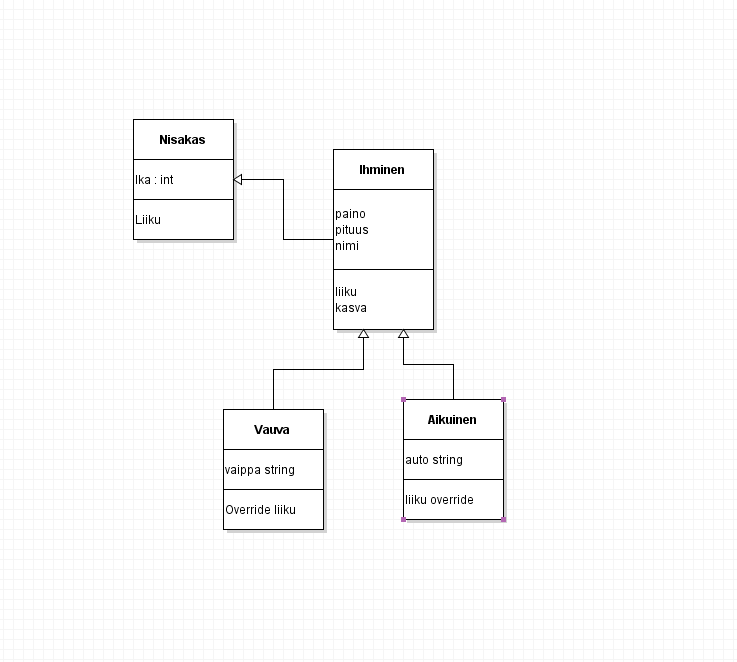 Nisakas
Ika : int
Liiku
Ihminen
paino
pituus
nimi
liiku
kasva
Vauva
vaippa string
Override liiku
Aikuinen
auto string
liiku override